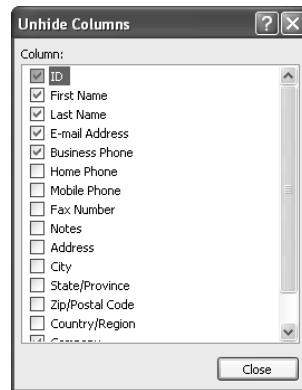 Unhide Columns
Column:
ID
First Name
Last Name
E-mail Address
Business Phone
Home Phone
Mobile Phone
Fax Number
Notes
Address
City
State/Province
Zip/Postal Code
Country/Region
Company
Close